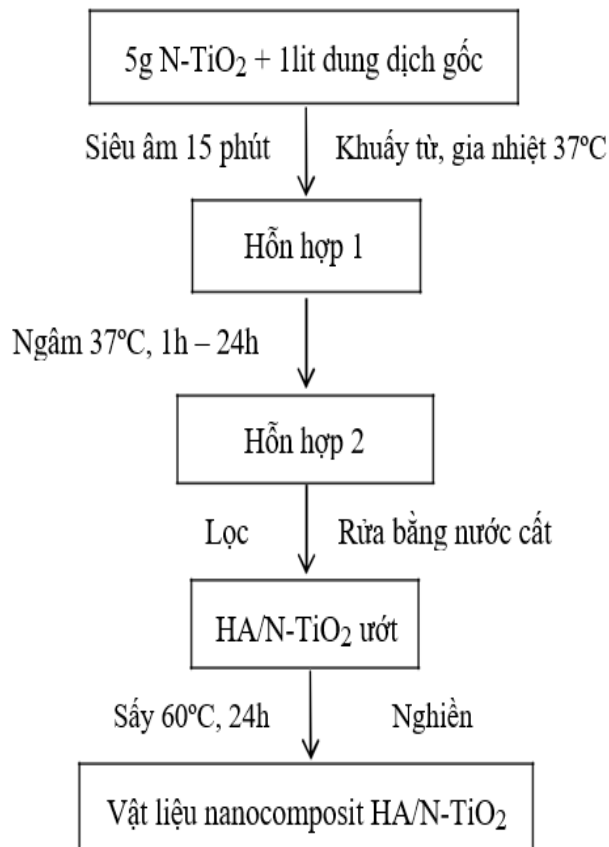 5g N-TiO2 + 1lit dung dịch gốc
Siêu âm 15 phút
Khuấy từ, gia nhiệt 37ºC
Hỗn hợp 1
Ngâm 37ºC, 1h – 24h
Hỗn hợp 2
Lọc
Rửa bằng nước cất
HA/N-TiO2 ướt
Sấy 60ºC, 24h
Nghiền
Vật liệu nanocomposit HA/N-TiO2